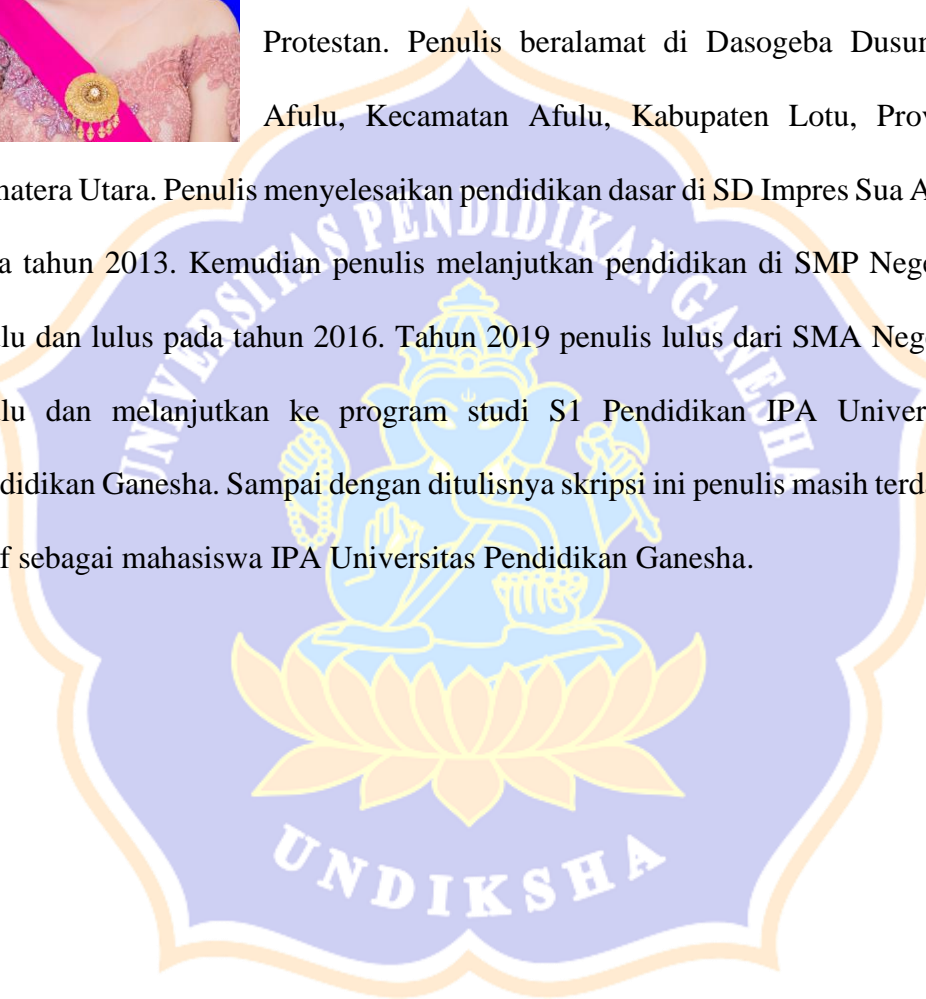 Protestan. Penulis beralamat di Dasogeba Dusun
Afulu, Kecamatan Afulu, Kabupaten Lotu, Prov
matera Utara. Penulis menyelesaikan pendidikan dasar di SD Impres Sua A
a tahun 2013. Kemudian penulis melanjutkan pendidikan di SMP Nege
lu dan lulus pada tahun 2016. Tahun 2019 penulis lulus dari SMA Nege
lu dan melanjutkan ke program studi S1 Pendidikan IPA Univer
didikan Ganesha. Sampai dengan ditulisnya skripsi ini penulis masih terda
f sebagai mahasiswa IPA Universitas Pendidikan Ganesha.
UNIVERSITAS PENDIDIKAN GANESHA
UNDIKSHA